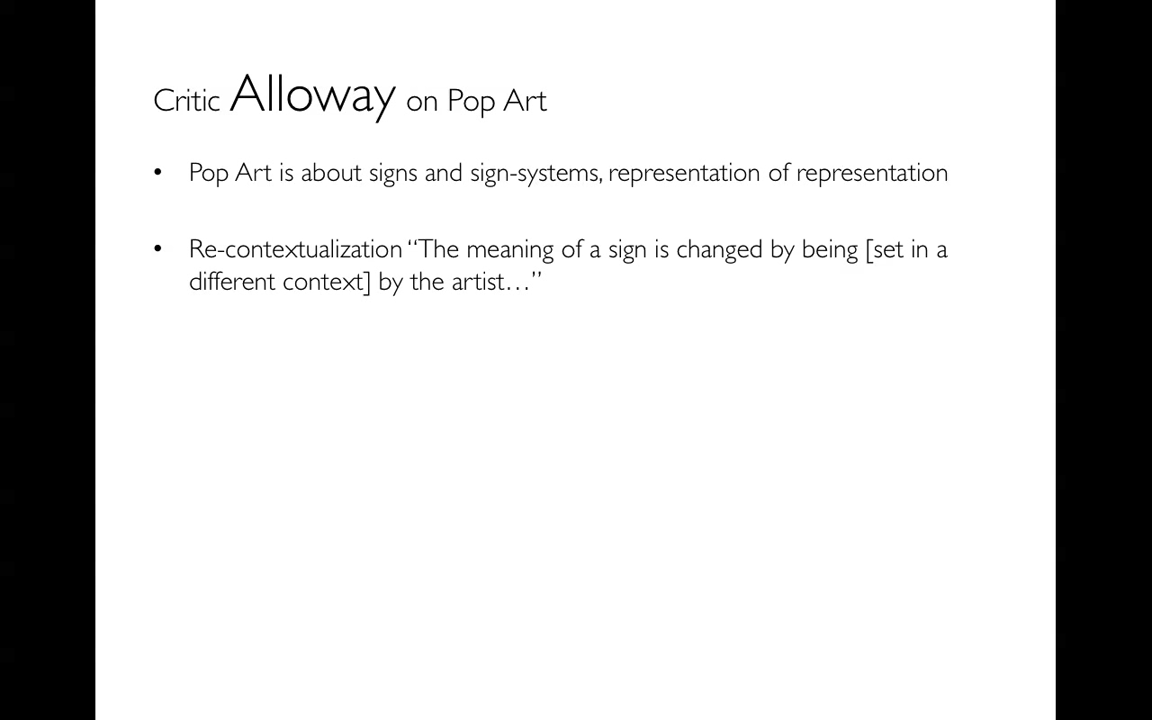 Critic Alloway on Pop Art
• Pop Art is about signs and sign-systems, representation of representation
• Re-contextualization “The meaning of a sign is changed by being [set in a
different context] by the artist…”